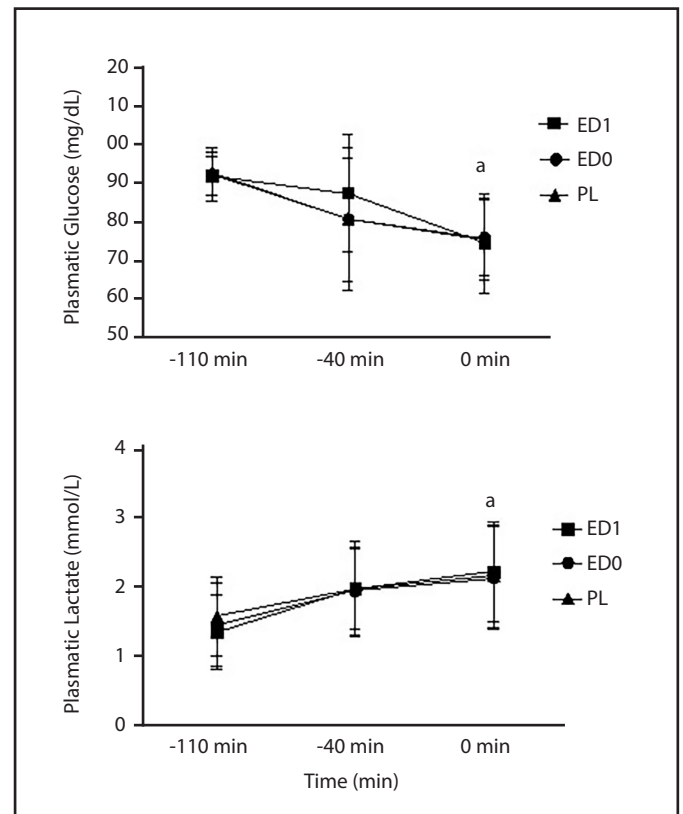 20
10
00
90
80
70
60
50
Plasmatic Glucose (mg/dL)
a
ED1
ED0
PL
-110 min -40 min 0 min
4
3
2
1
0
Plasmatic Lactate (mmol/L)
a
ED1
ED0
PL
-110 min -40 min 0 min
Time (min)